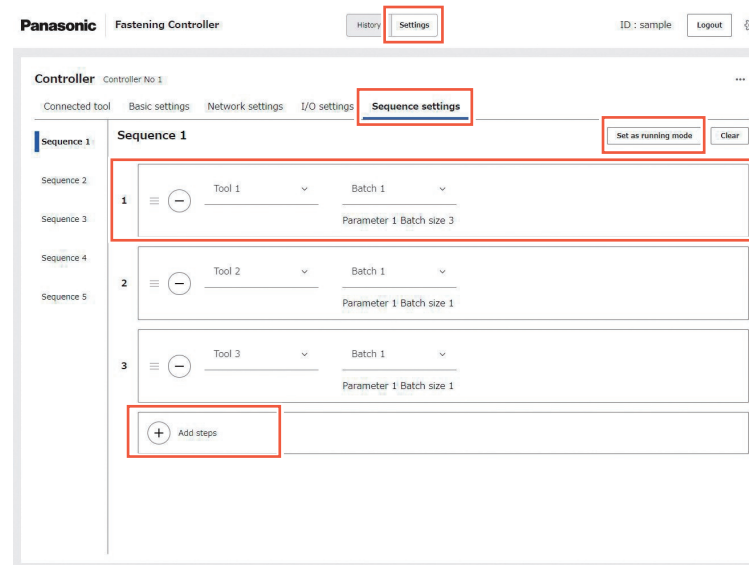 Panasonic Fastening Controller History Settings ID : sample Logout
Controller Controller No 1 ...
Connected tool Basic settings Network settings I/O settings Sequence settings
Sequence 1
Sequence 2
Sequence 3
Sequence 4
Sequence 5
Sequence 1 Set as running mode Clear
1 Tool 1 Batch 1
Parameter 1 Batch size 3
2 Tool 2 Batch 1
Parameter 1 Batch size 1
3 Tool 3 Batch 1
Parameter 1 Batch size 1
Add steps